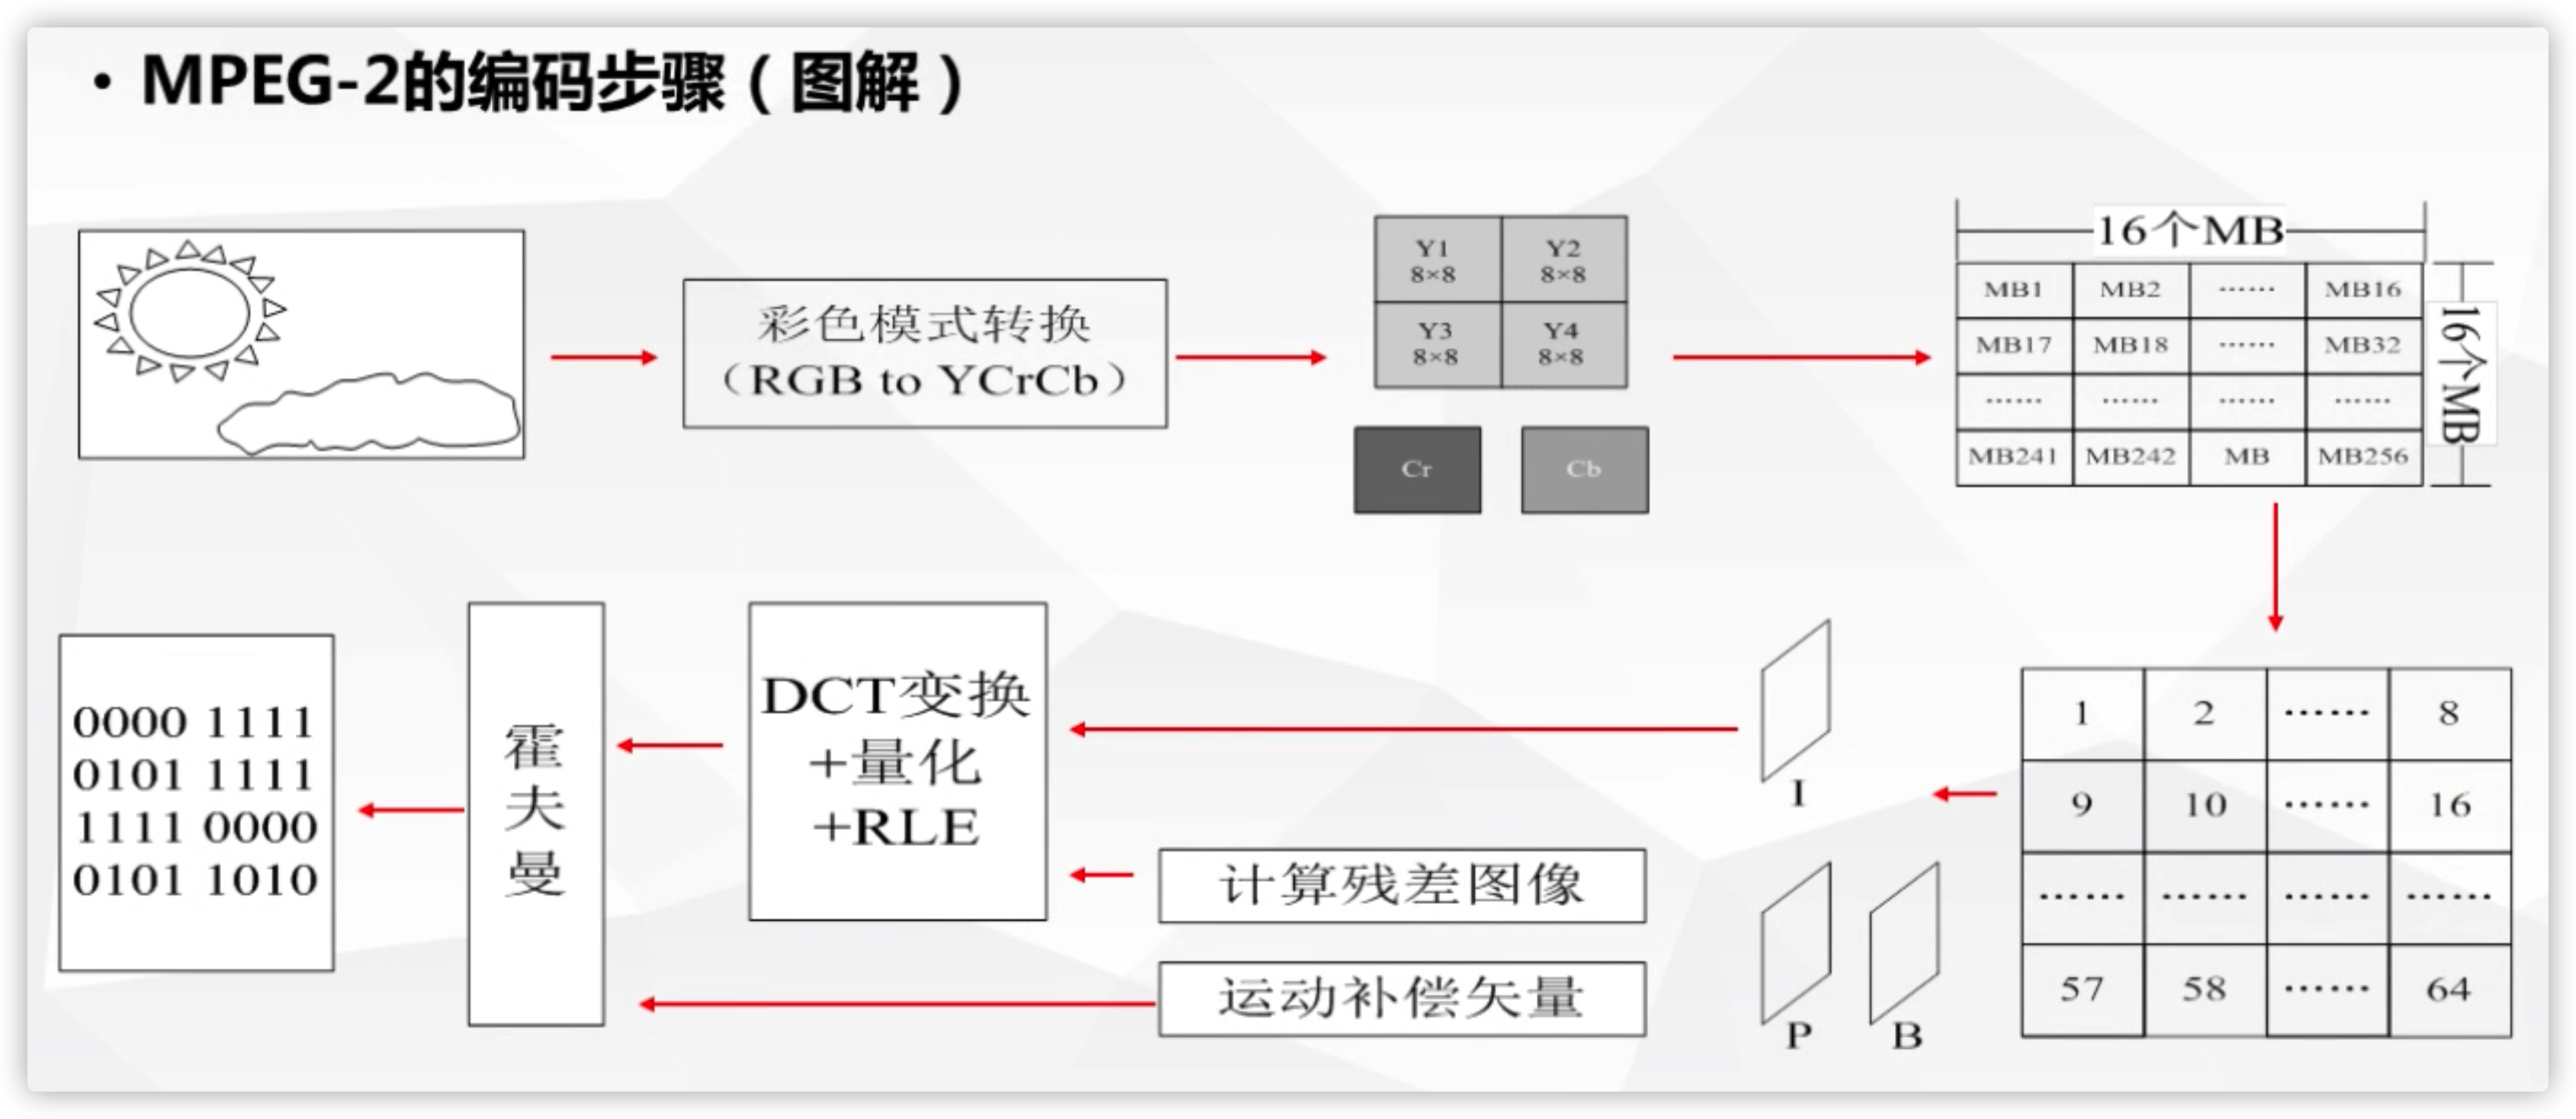 • MPEG-2的编码步骤（图解）
彩色模式转换
（RGB to YCrCb）
Y1
8×8
Y2
8×8
Y3
8×8
Y4
8×8
Cr
Cb
16个MB
MB1 MB2 …… MB16
MB17 MB18 …… MB32
…… …… …… ……
MB241 MB242 MB MB256
16个MB
1 2 …… 8
9 10 …… 16
…… …… …… ……
57 58 …… 64
I
P
B
计算残差图像
运动补偿矢量
DCT变换
+量化
+RLE
霍
夫
曼
0000 1111
0101 1111
1111 0000
0101 1010